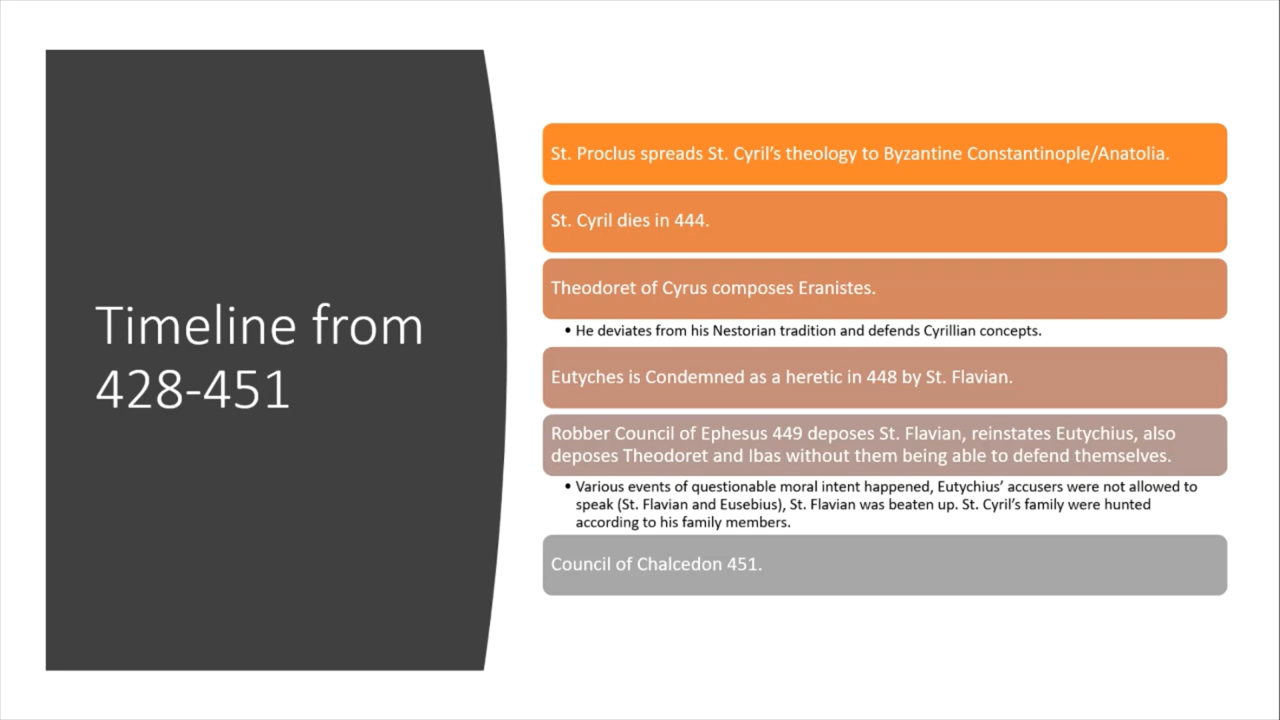 Timeline from
428-451
St. Proclus spreads St. Cyril’s theology to Byzantine Constantinople/Anatolia.
St. Cyril dies in 444.
Theodoret of Cyrus composes Eranistes.
• He deviates from his Nestorian tradition and defends Cyrillian concepts.
Eutyches is Condemned as a heretic in 448 by St. Flavian.
Robber Council of Ephesus 449 deposes St. Flavian, reinstates Eutychius, also
deposes Theodoret and Ibas without them being able to defend themselves.
• Various events of questionable moral intent happened, Eutychius’ accusers were not allowed to
speak (St. Flavian and Eusebius), St. Flavian was beaten up. St. Cyril’s family were hunted
according to his family members.
Council of Chalcedon 451.